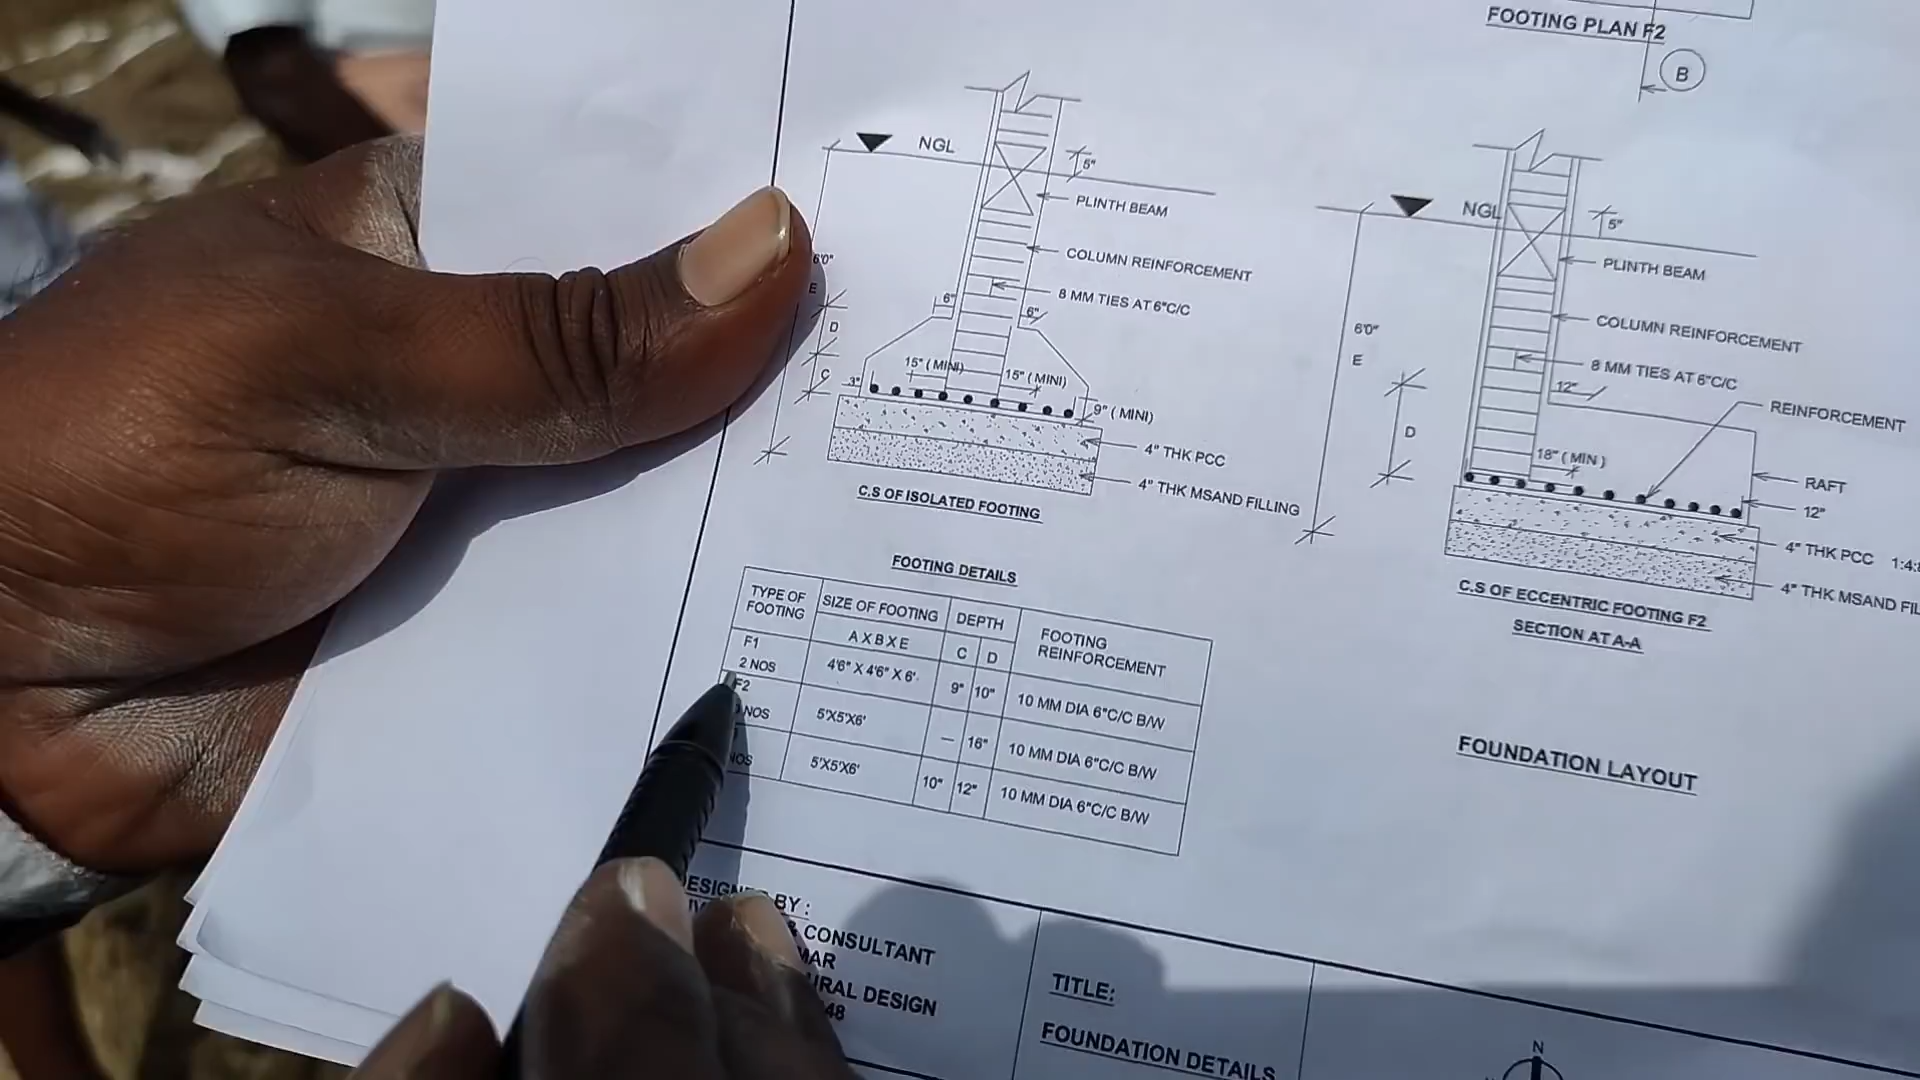 FOOTING PLAN F2
B
NGL
5"
PLINTH BEAM
COLUMN REINFORCEMENT
8 MM TIES AT 6"C/C
6'0"
E
D
C
6"
6"
15" ( MINI)
15" ( MINI)
3"
9" ( MINI)
4" THK PCC
4" THK MSAND FILLING
C.S OF ISOLATED FOOTING
NGL
5"
PLINTH BEAM
COLUMN REINFORCEMENT
8 MM TIES AT 6"C/C
6'0"
E
D
12"
18" ( MIN )
REINFORCEMENT
RAFT
12"
4" THK PCC
4" THK MSAND
C.S OF ECCENTRIC FOOTING F2
SECTION AT A-A
FOOTING DETAILS
TYPE OF FOOTING
SIZE OF FOOTING
A X B X E
DEPTH
C D
FOOTING REINFORCEMENT
F1
2 NOS
4'6" X 4'6" X 6'
9" 10"
10 MM DIA 6"C/C B/W
F2
NOS
5'X5'X6'
— 16"
10 MM DIA 6"C/C B/W
NOS
5'X5'X6'
10" 12"
10 MM DIA 6"C/C B/W
FOUNDATION LAYOUT
BY :
& CONSULTANT
DESIGN
TITLE:
FOUNDATION DETAILS
N